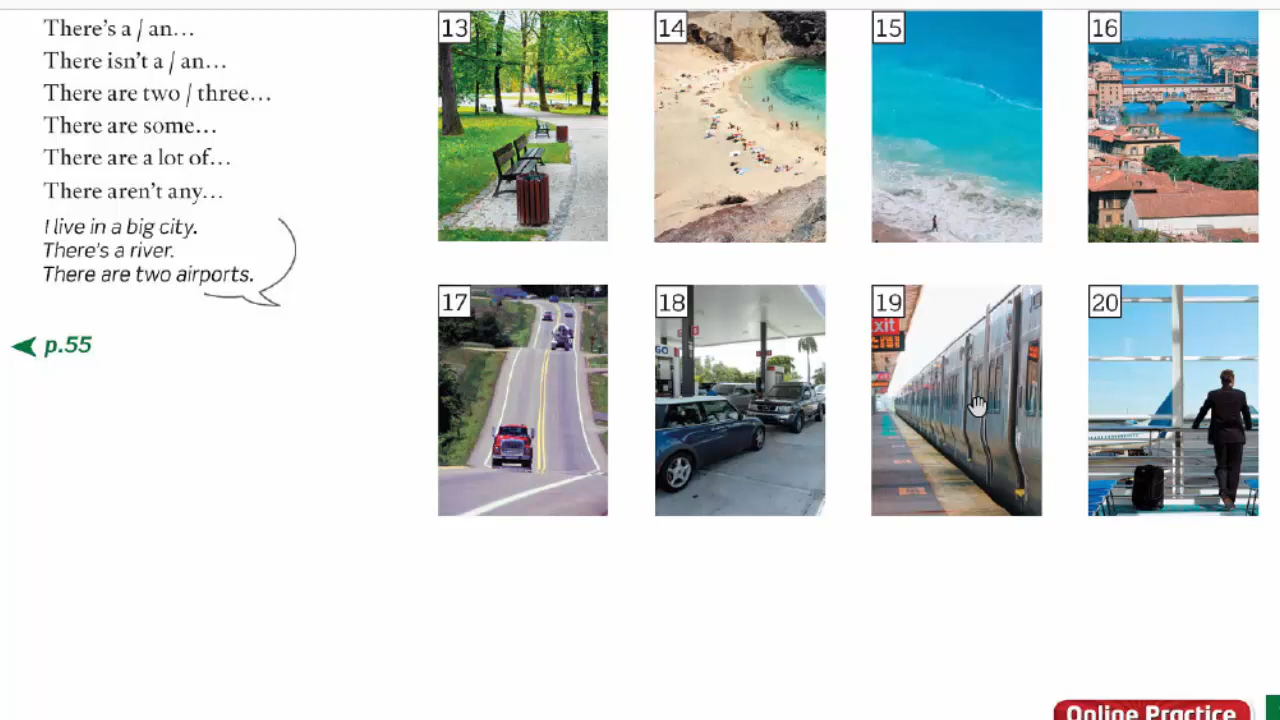 There's a / an...
There isn't a / an...
There are two / three...
There are some...
There are a lot of...
There aren't any...
I live in a big city.
There's a river.
There are two airports.
p.55
13
14
15
16
17
18
19
20
Exit
GO
Online Practice